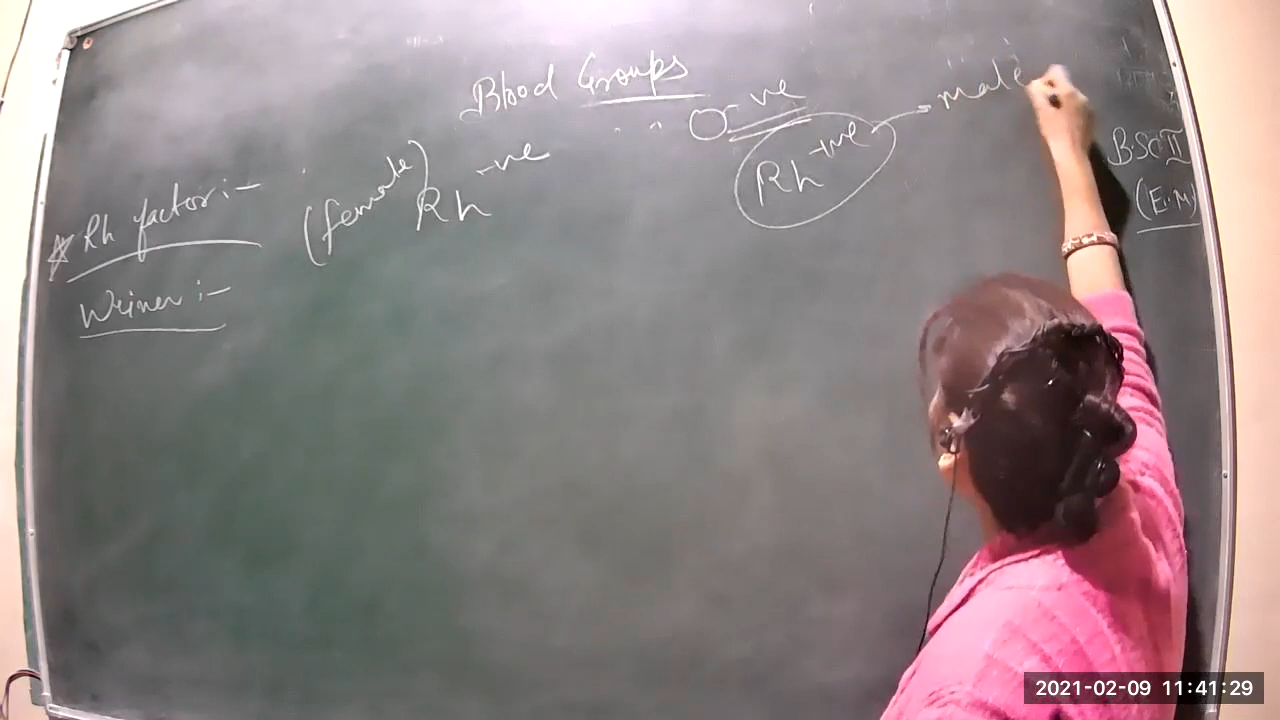 Blood Groups
O-ve
* Rh factor :-
(female) Rh -ve
Rh +ve
male
B.Sc II
(E.M)
Weiner :-
2021-02-09 11:41:29